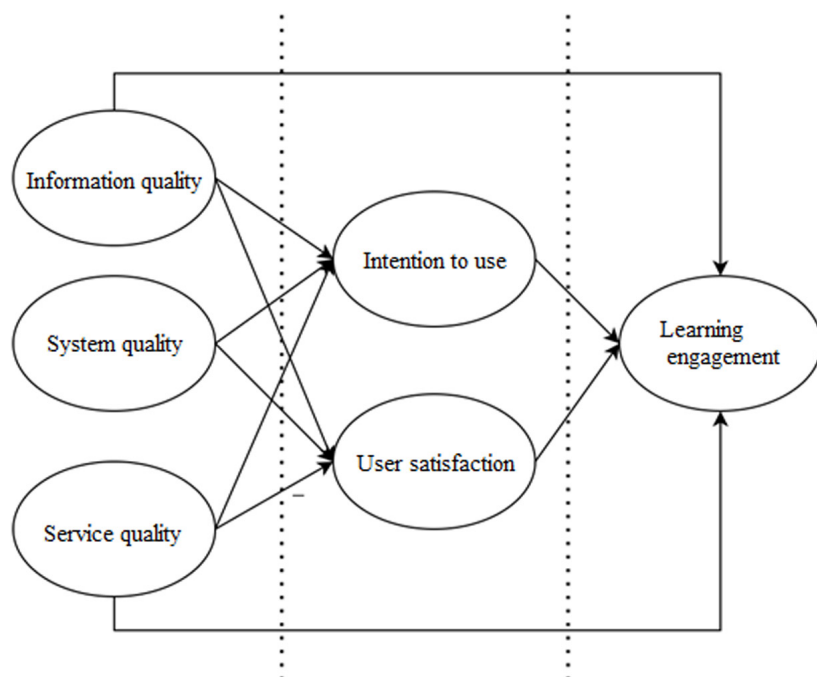 Information quality
System quality
Service quality
Intention to use
User satisfaction
Learning
engagement